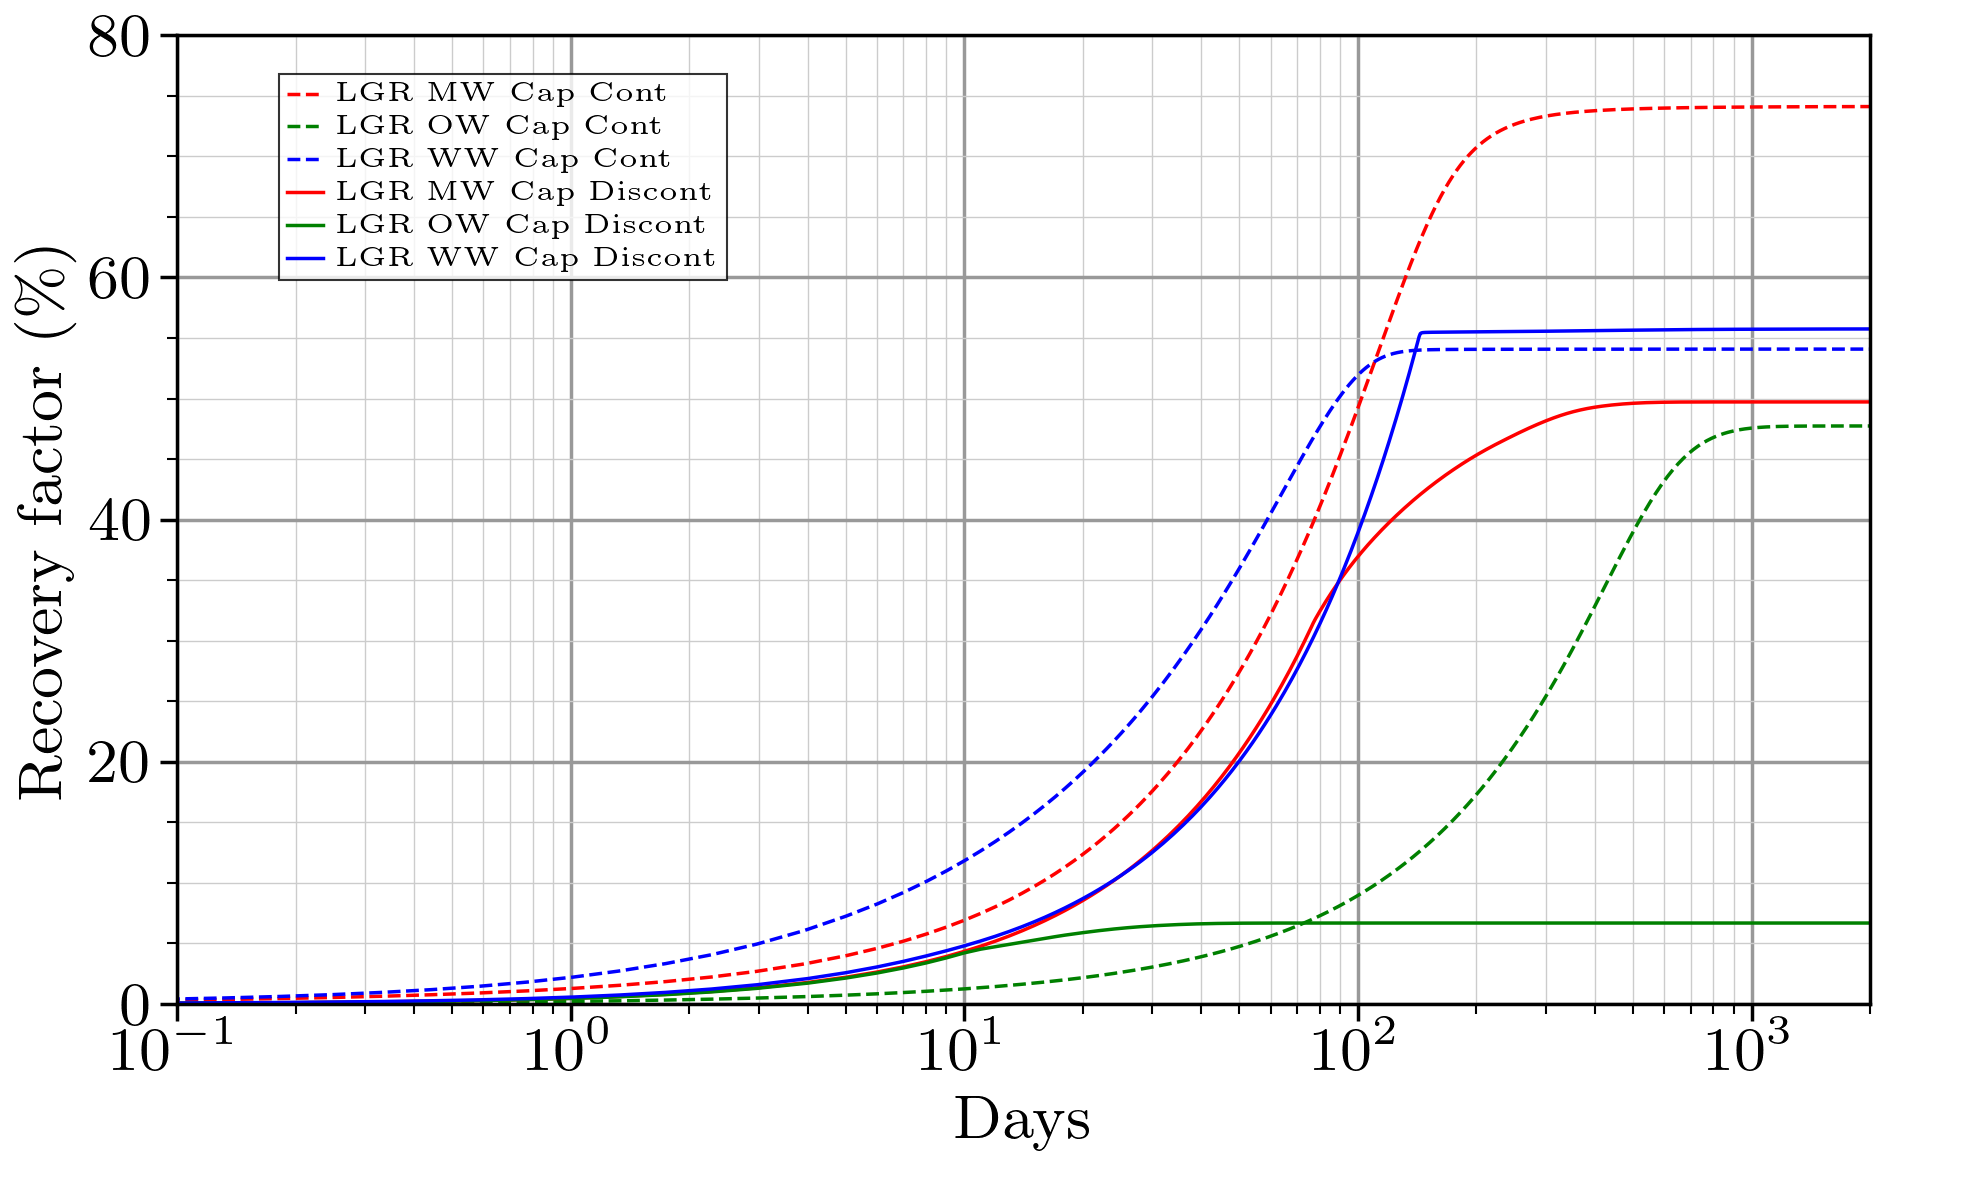 80
60
40
20
0
Recovery factor (%)
LGR MW Cap Cont
LGR OW Cap Cont
LGR WW Cap Cont
LGR MW Cap Discont
LGR OW Cap Discont
LGR WW Cap Discont
10⁻¹ 10⁰ 10¹ 10² 10³
Days